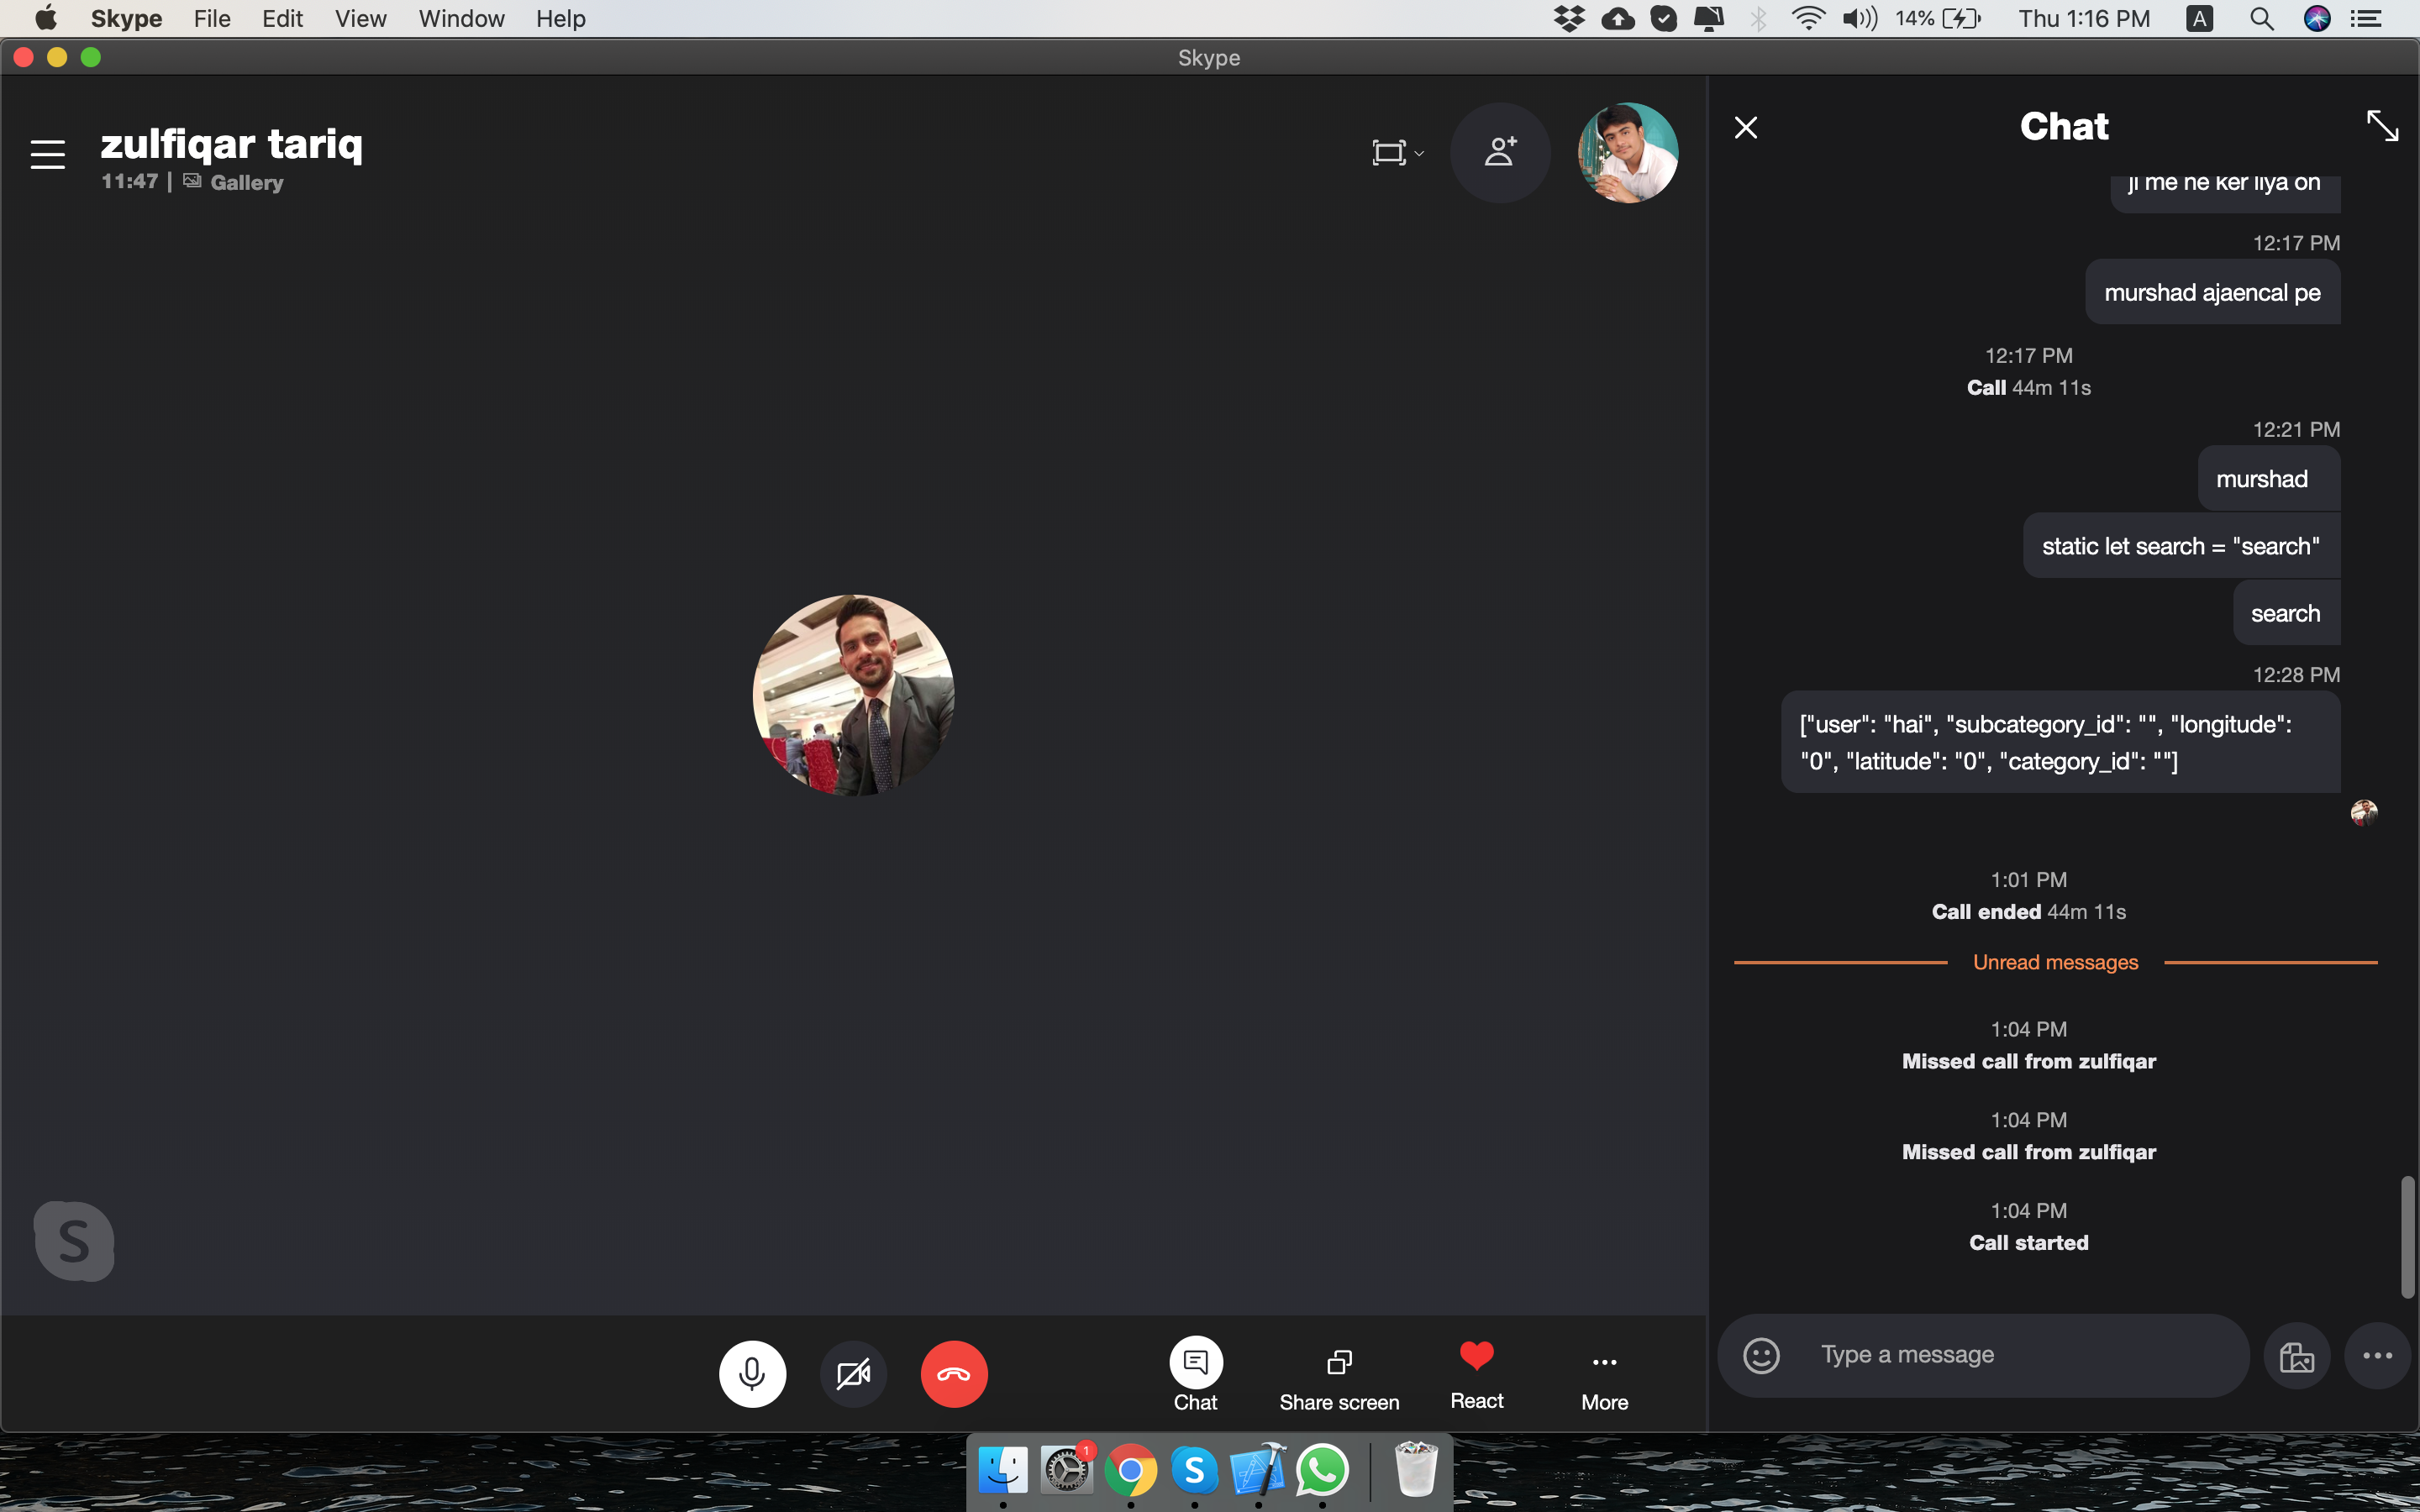 Skype File Edit View Window Help 14% Thu 1:16 PM A
Skype
zulfiqar tariq
11:47 | Gallery
Chat
ji me ne ker liya oh
12:17 PM
murshad ajaencal pe
12:17 PM
Call 44m 11s
12:21 PM
murshad
static let search = "search"
search
12:28 PM
["user": "hai", "subcategory_id": "", "longitude":
"0", "latitude": "0", "category_id": ""]
1:01 PM
Call ended 44m 11s
Unread messages
1:04 PM
Missed call from zulfiqar
1:04 PM
Missed call from zulfiqar
1:04 PM
Call started
S
Type a message
Chat Share screen React More
1
S